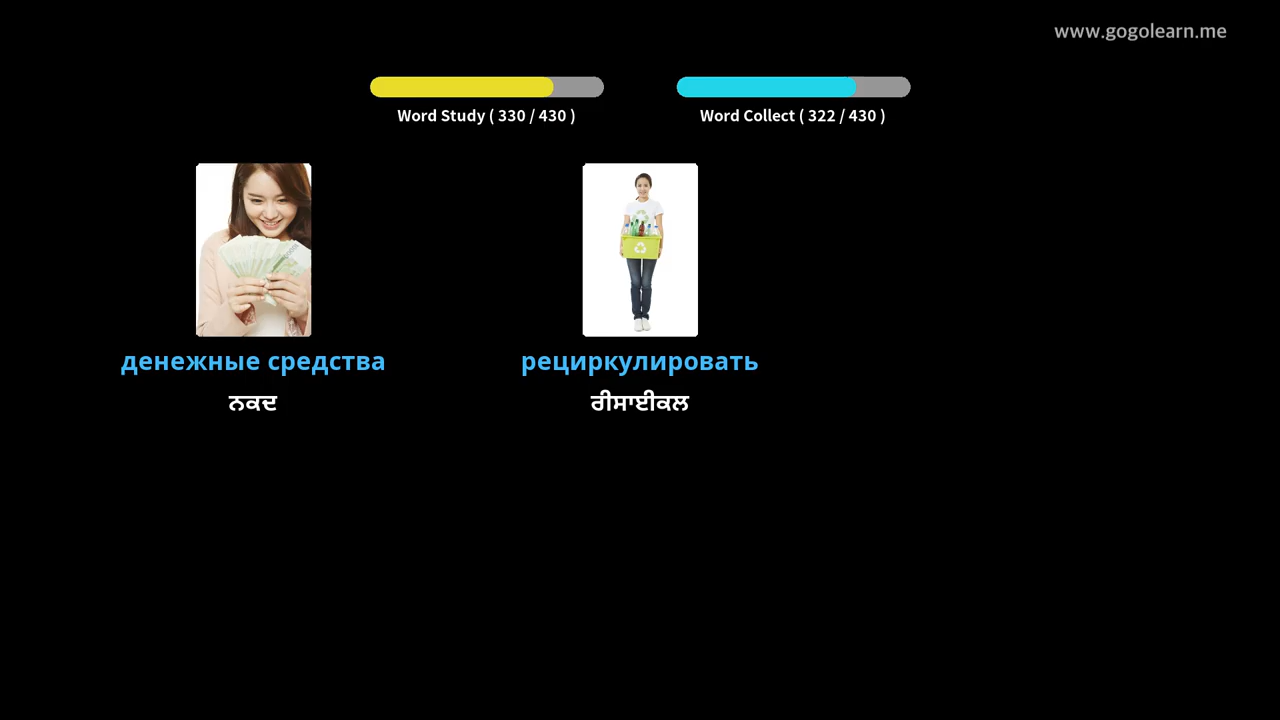 www.gogolearn.me
Word Study ( 330 / 430 )
Word Collect ( 322 / 430 )
денежные средства
рециркулировать
ਨਕਦ
ਰੀਸਾਈਕਲ